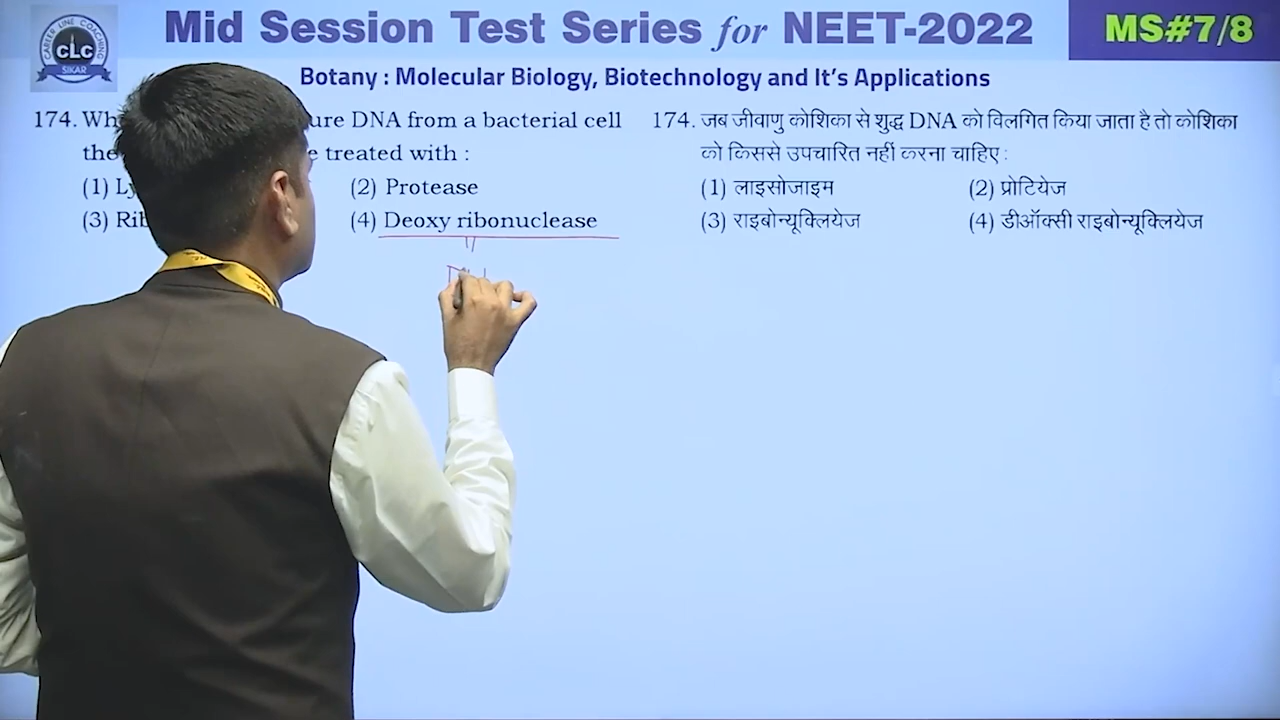 Mid Session Test Series for NEET-2022
MS#7/8
CAREER LINE COACHING
CLC
SIKAR
Botany : Molecular Biology, Biotechnology and It's Applications
174. Wh ure DNA from a bacterial cell
the e treated with :
(1) Ly (2) Protease
(3) Rib (4) Deoxy ribonuclease
174. जब जीवाणु कोशिका से शुद्ध DNA को विलगित किया जाता है तो कोशिका
को किससे उपचारित नहीं करना चाहिए :
(1) लाइसोजाइम (2) प्रोटियेज
(3) राइबोन्यूक्लियेज (4) डीऑक्सी राइबोन्यूक्लियेज